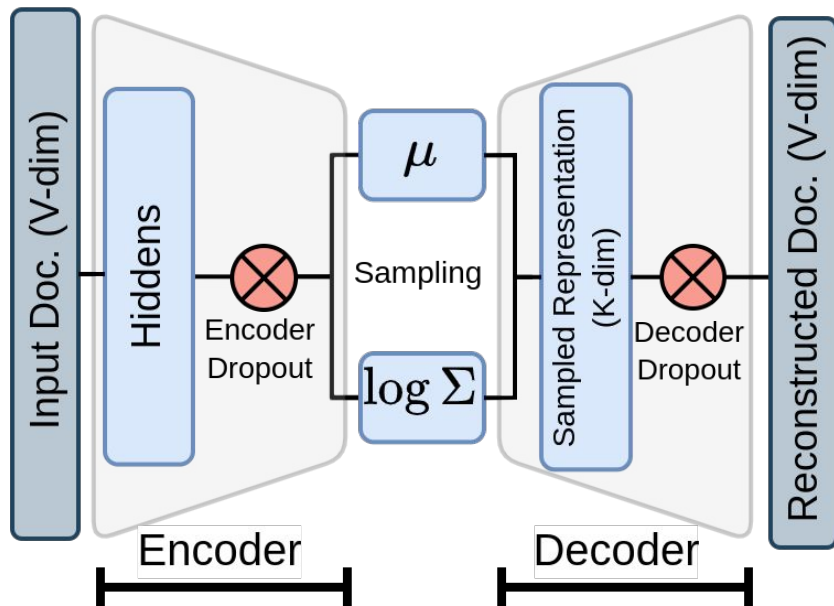 Input Doc. (V-dim)
Hiddens
Encoder
Dropout
μ
Sampling
log Σ
Sampled Representation
(K-dim)
Decoder
Dropout
Reconstructed Doc. (V-dim)
Encoder
Decoder